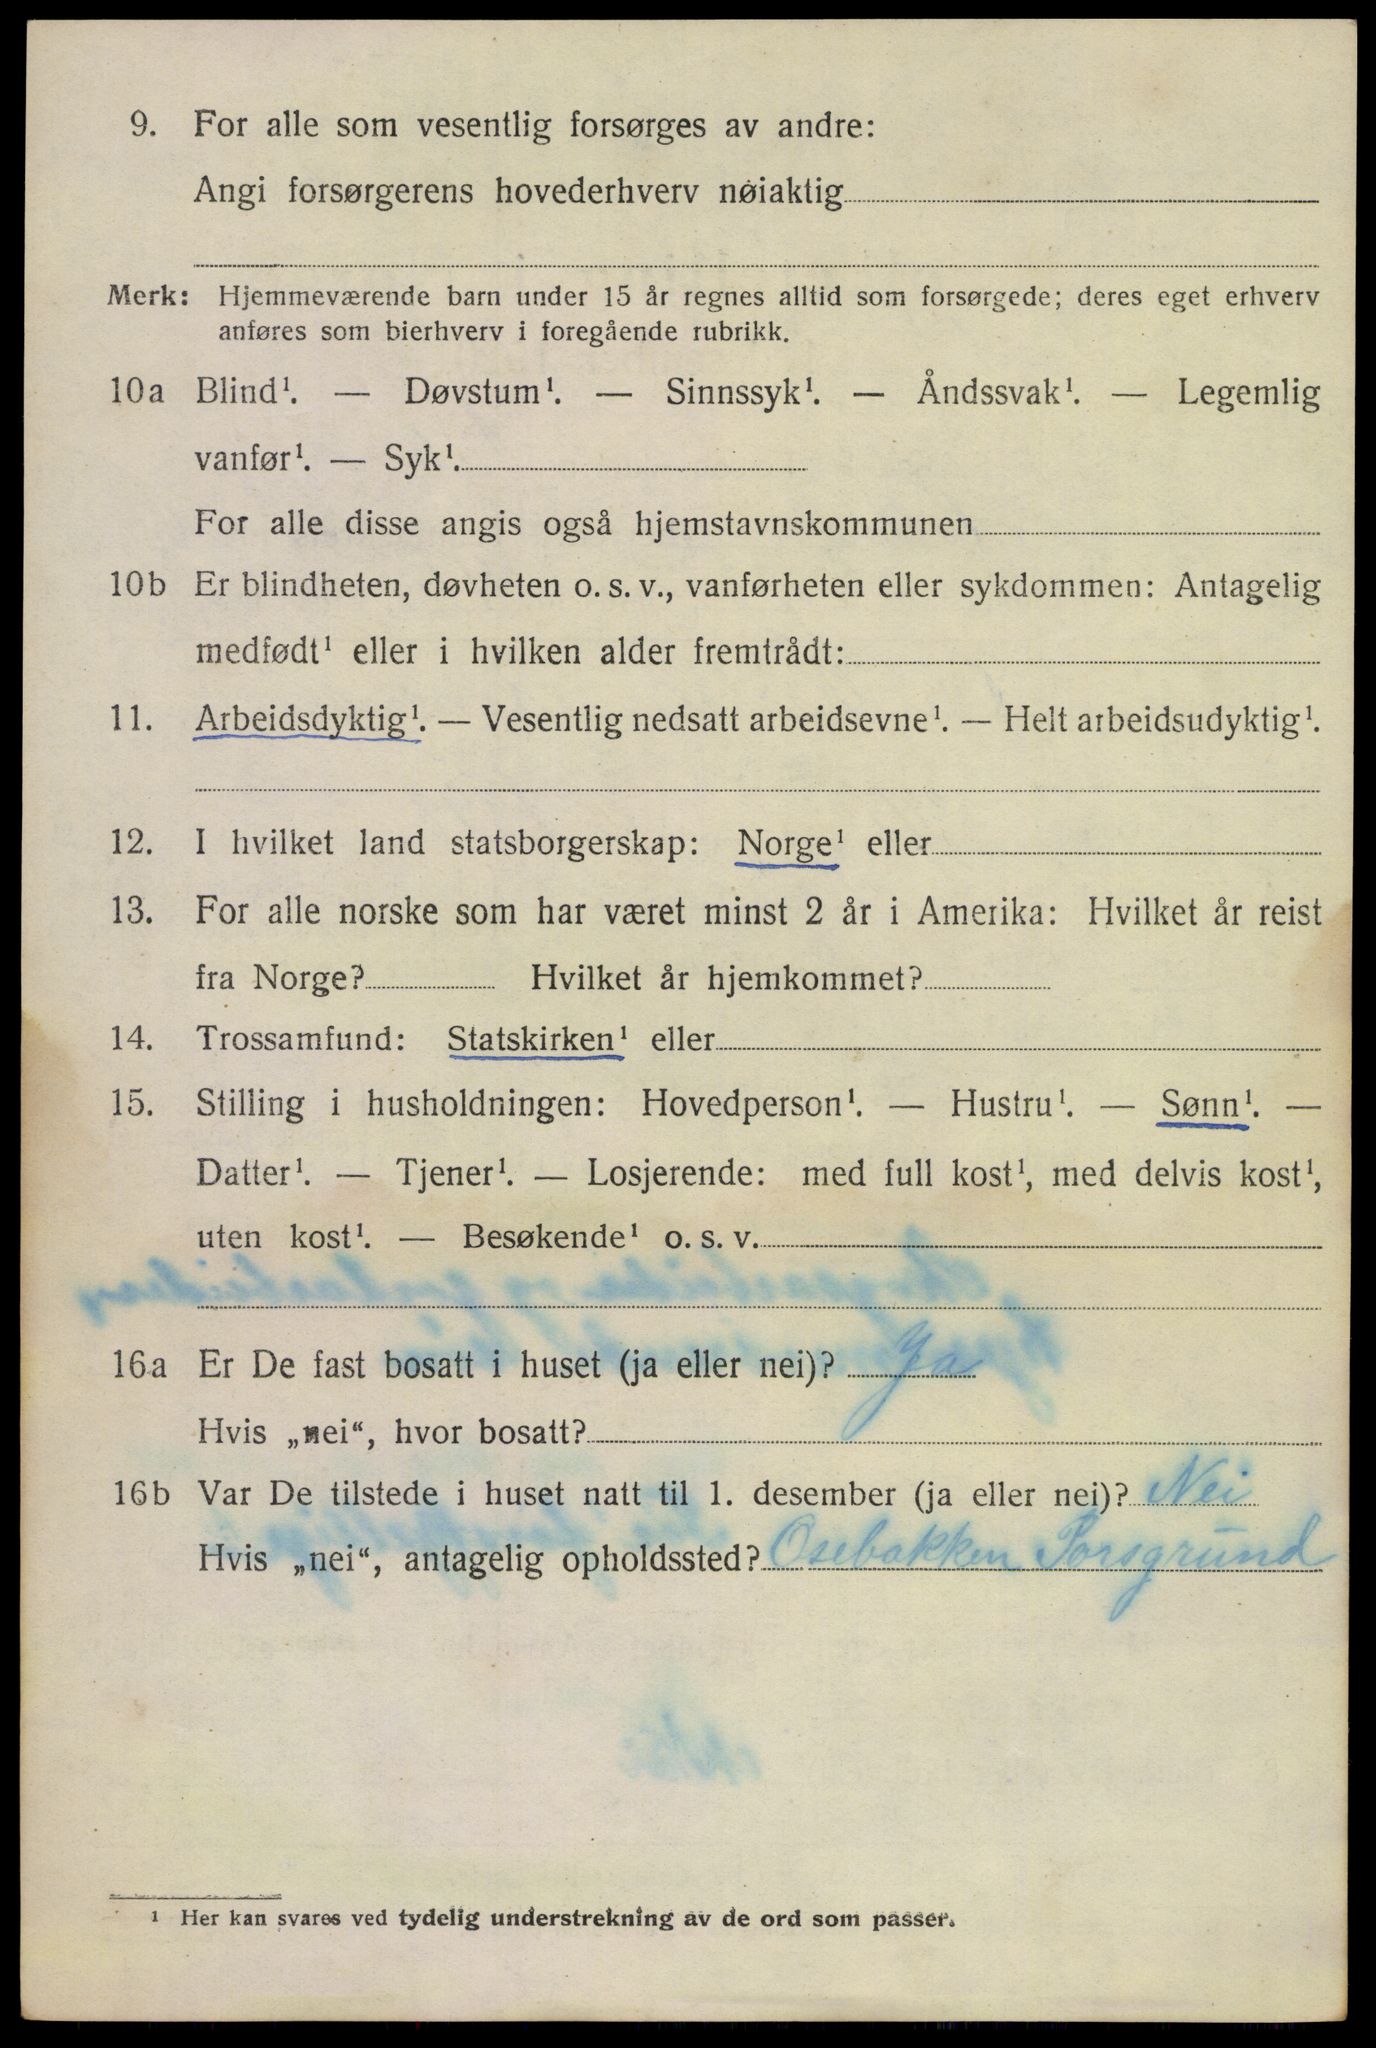 9. For alle som vesentlig forsørges av andre:
Angi forsørgerens hovederhverv nøiaktig
Merk: Hjemmeværende barn under 15 år regnes alltid som forsørgede; deres eget erhverv
anføres som bierhverv i foregående rubrikk.
10a Blind¹. — Døvstum¹. — Sinnssyk¹. — Åndssvak¹. — Legemlig
vanfør¹. — Syk¹.
For alle disse angis også hjemstavnskommunen
10b Er blindheten, døvheten o. s. v., vanførheten eller sykdommen: Antagelig
medfødt¹ eller i hvilken alder fremtrådt:
11. Arbeidsdyktig¹. — Vesentlig nedsatt arbeidsevne¹. — Helt arbeidsudyktig¹.
12. I hvilket land statsborgerskap: Norge¹ eller
13. For alle norske som har været minst 2 år i Amerika: Hvilket år reist
fra Norge? Hvilket år hjemkommet?
14. Trossamfund: Statskirken¹ eller
15. Stilling i husholdningen: Hovedperson¹. — Hustru¹. — Sønn¹. —
Datter¹. — Tjener¹. — Losjerende: med full kost¹, med delvis kost¹,
uten kost¹. — Besøkende¹ o. s. v.
16a Er De fast bosatt i huset (ja eller nei)? Ja
Hvis „nei“, hvor bosatt?
16b Var De tilstede i huset natt til 1. desember (ja eller nei)? Nei
Hvis „nei“, antagelig opholdssted? Osebakken Porsgrund
¹ Her kan svares ved tydelig understrekning av de ord som passer.